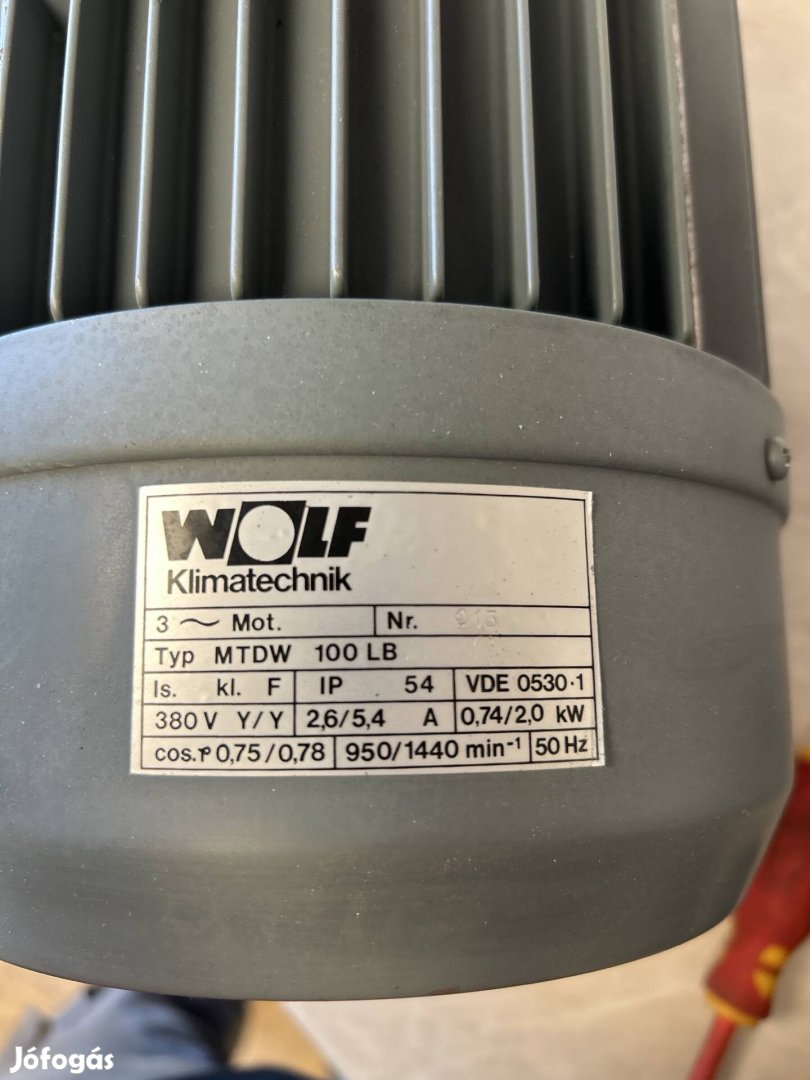 WOLF
Klimatechnik
3 ~ Mot. Nr.
Typ MTDW 100 LB
Is. kl. F IP 54 VDE 0530·1
380 V Y/Y 2,6/5,4 A 0,74/2,0 kW
cos.φ 0,75/0,78 950/1440 min⁻¹ 50 Hz
Jófogás